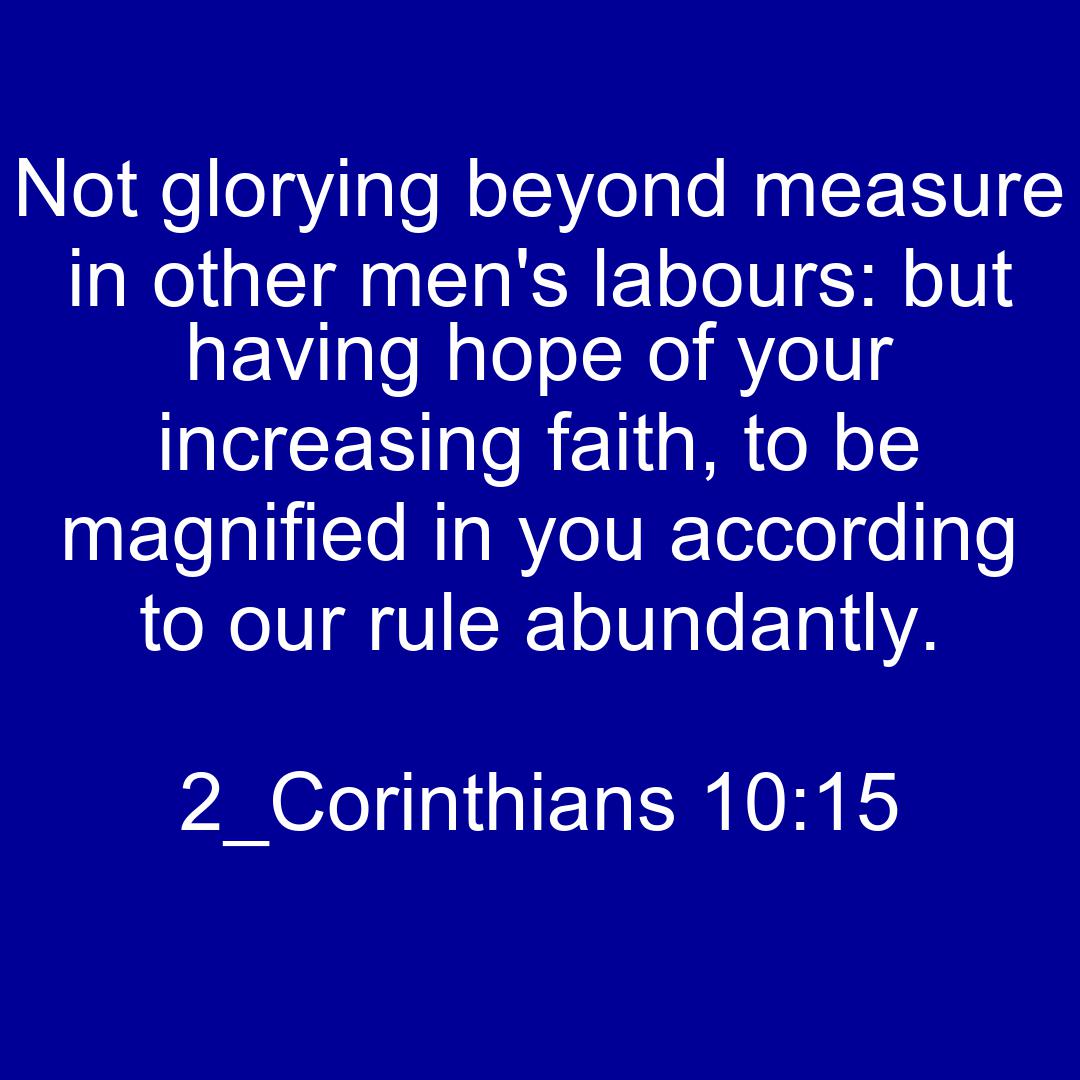 Not glorying beyond measure
in other men's labours: but
having hope of your
increasing faith, to be
magnified in you according
to our rule abundantly.
2_Corinthians 10:15